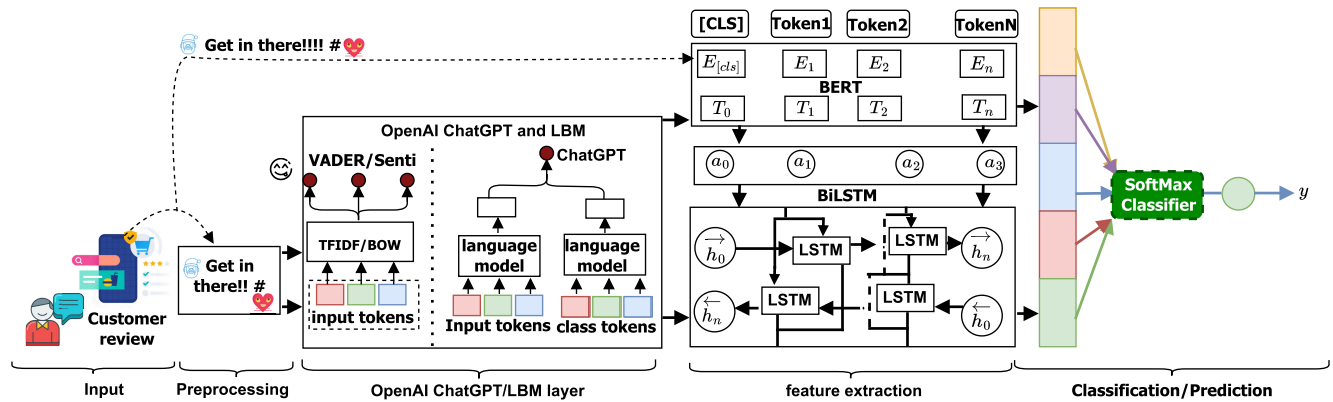 Get in there!!!! #
[CLS] Token1 Token2 TokenN
E[cls] E1 E2 En
BERT
T0 T1 T2 Tn
OpenAI ChatGPT and LBM
VADER/Senti
ChatGPT
a0 a1 a2 a3
BiLSTM
TFIDF/BOW
language
model
language
model
input tokens
Input tokens
class tokens
Get in
there!! #
Customer
review
h0
LSTM
LSTM
hn
hn
LSTM
LSTM
h0
SoftMax
Classifier
y
Input
Preprocessing
OpenAI ChatGPT/LBM layer
feature extraction
Classification/Prediction